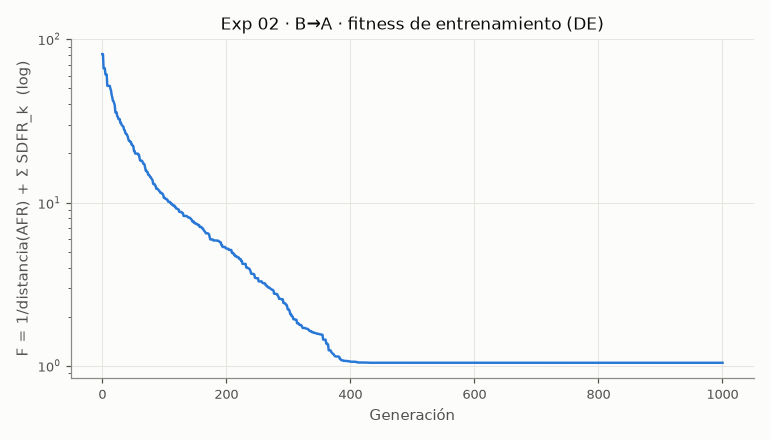 Exp 02 · B→A · fitness de entrenamiento (DE)
F = 1/distancia(AFR) + Σ SDFR_k (log)
10²
10¹
10⁰
0 200 400 600 800 1000
Generación